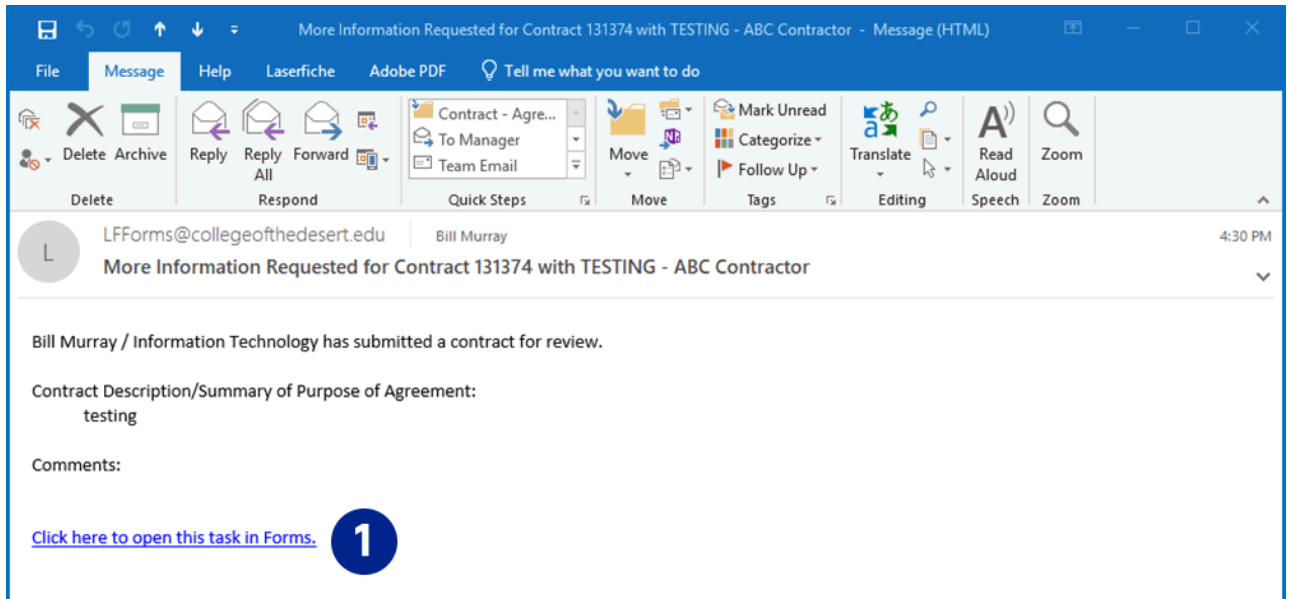 More Information Requested for Contract 131374 with TESTING - ABC Contractor - Message (HTML)
File Message Help Laserfiche Adobe PDF Tell me what you want to do
Delete Archive Reply Reply All Forward
Contract - Agre...
To Manager
Team Email
Move
Mark Unread
Categorize
Follow Up
Translate
Read Aloud
Zoom
Delete Respond Quick Steps Move Tags Editing Speech Zoom
L
LFForms@collegeofthedesert.edu Bill Murray 4:30 PM
More Information Requested for Contract 131374 with TESTING - ABC Contractor
Bill Murray / Information Technology has submitted a contract for review.
Contract Description/Summary of Purpose of Agreement:
testing
Comments:
Click here to open this task in Forms. 1